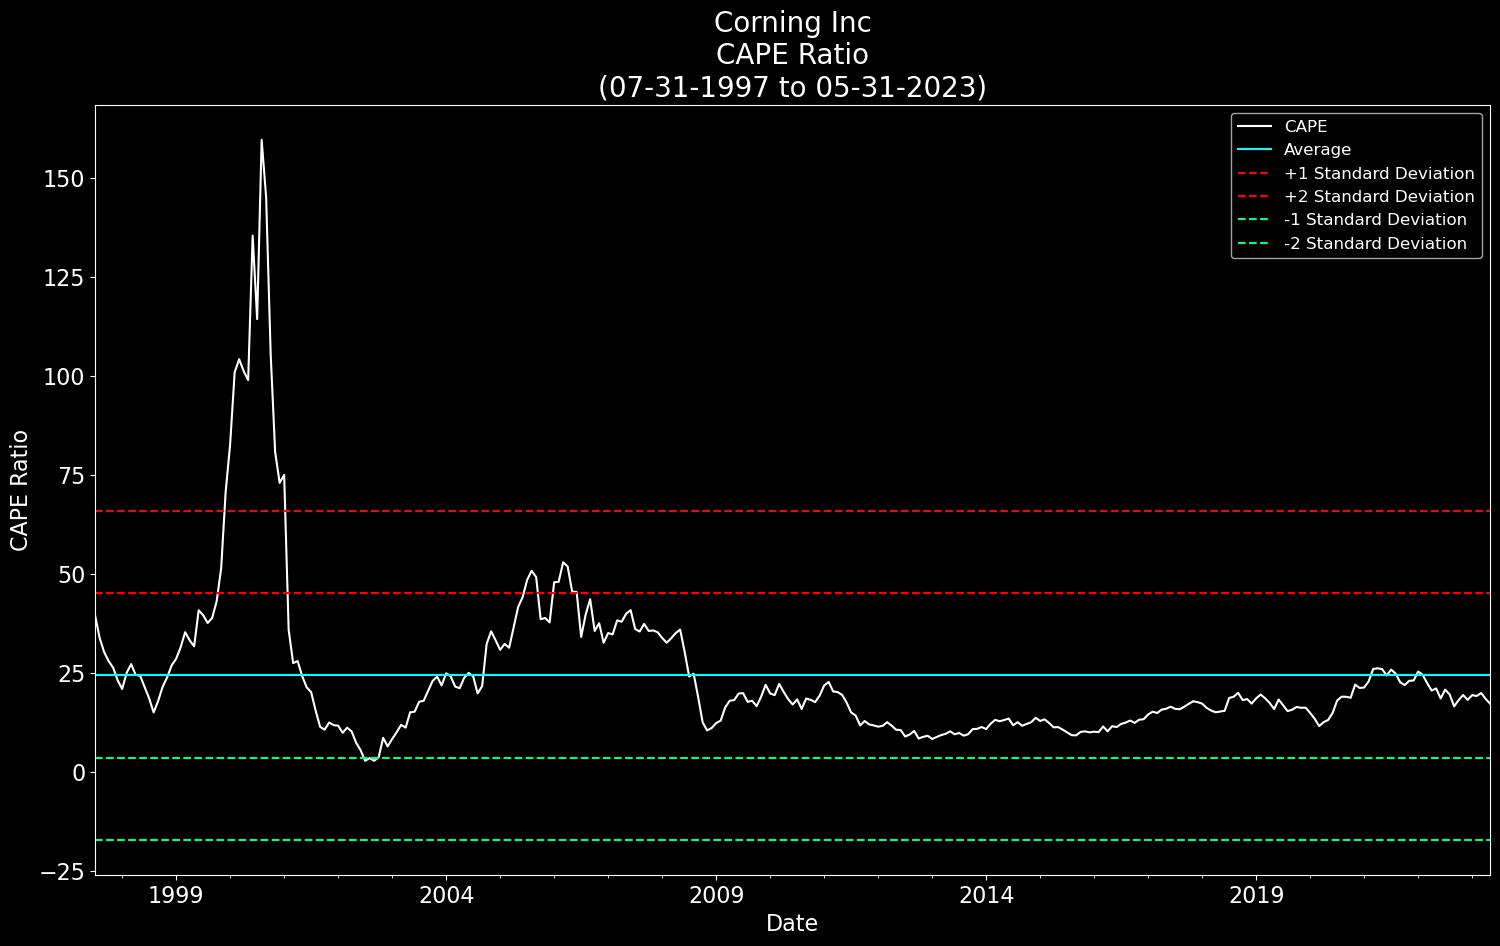 Corning Inc
CAPE Ratio
(07-31-1997 to 05-31-2023)
CAPE
Average
+1 Standard Deviation
+2 Standard Deviation
-1 Standard Deviation
-2 Standard Deviation
CAPE Ratio
150
125
100
75
50
25
0
−25
1999 2004 2009 2014 2019
Date